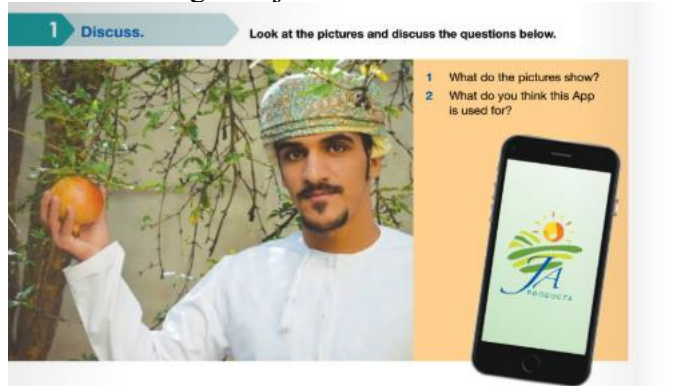 1 Discuss.
Look at the pictures and discuss the questions below.
1 What do the pictures show?
2 What do you think this App
is used for?
JA
PRODUCTS